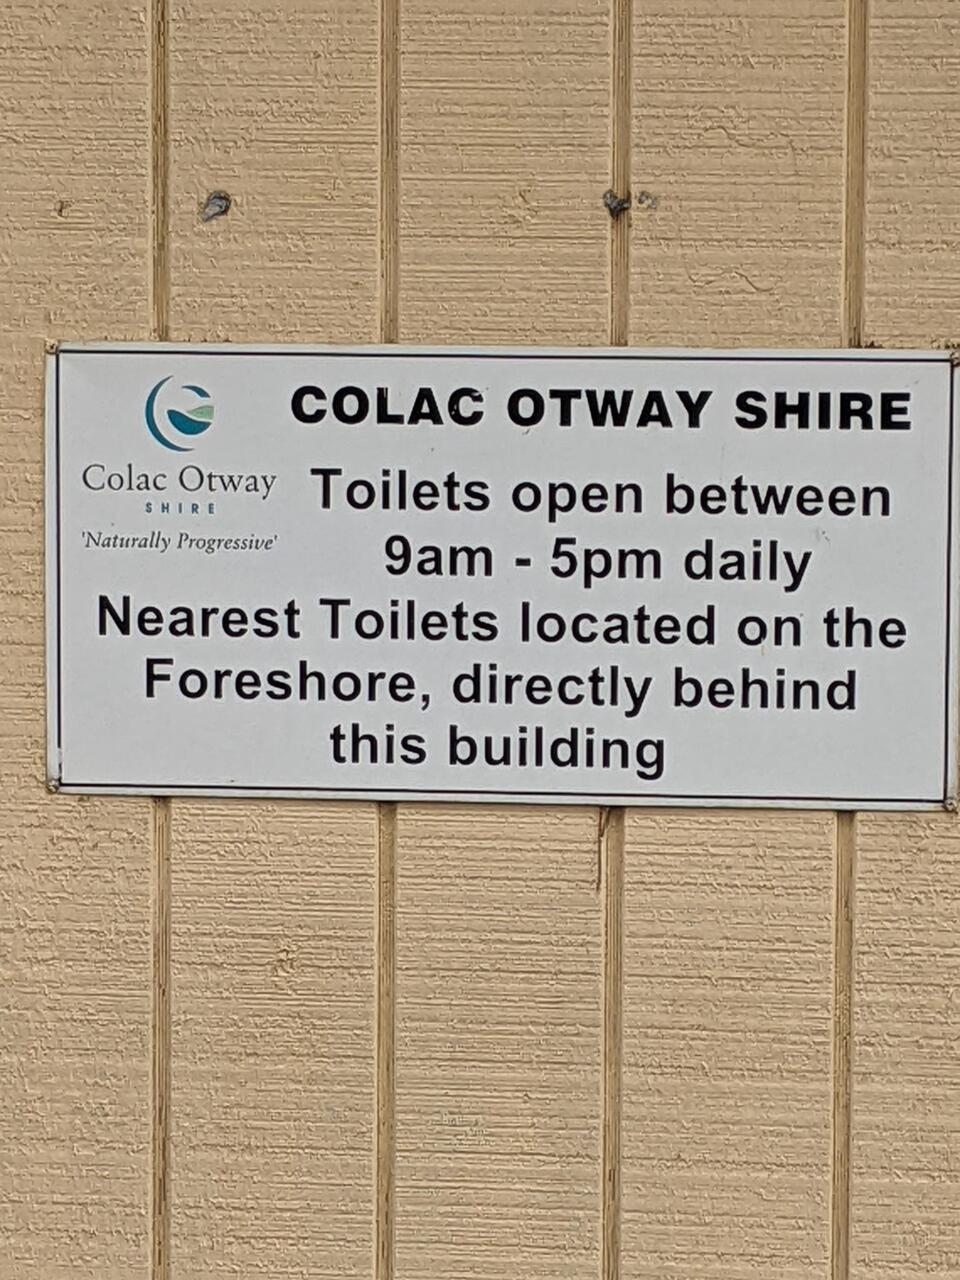 COLAC OTWAY SHIRE
Colac Otway
SHIRE
'Naturally Progressive'
Toilets open between
9am - 5pm daily
Nearest Toilets located on the
Foreshore, directly behind
this building